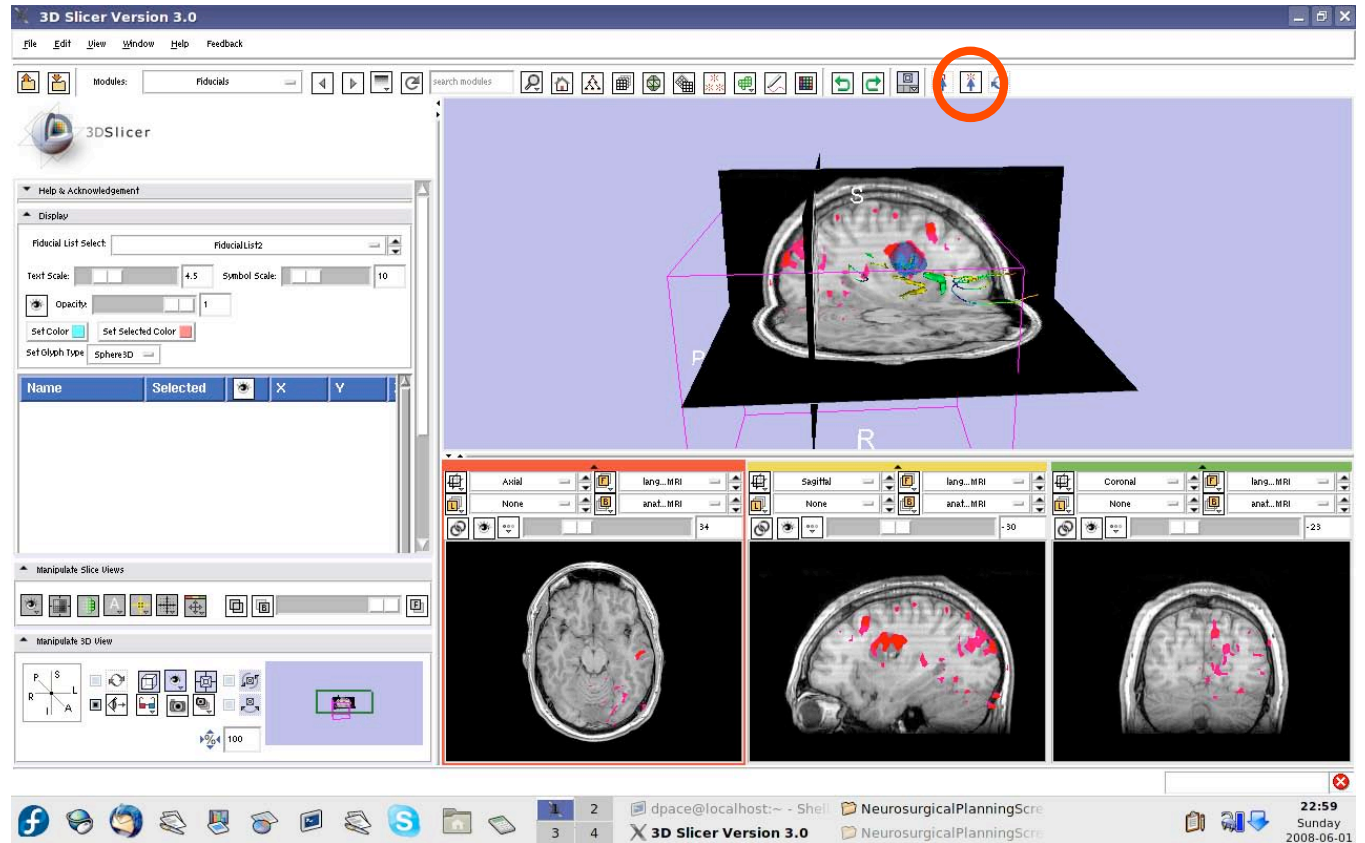 3D Slicer Version 3.0
File Edit View Window Help Feedback
Modules: Fiducials search modules
3DSlicer
Help & Acknowledgement
Display
Fiducial List Select: FiducialList2
Text Scale: 4.5 Symbol Scale: 10
Opacity: 1
Set Color Set Selected Color
Set Glyph Type Sphere3D
Name Selected X Y
Manipulate Slice Views
Manipulate 3D View
P S
R L
I A
% 100
S
P
R
Axial lang...MRI
None anat...MRI
34
Sagittal lang...MRI
None anat...MRI
-30
Coronal lang...MRI
None anat...MRI
-23
1 2
3 4
dpace@localhost:~ - Shell
NeurosurgicalPlanningScre
3D Slicer Version 3.0
NeurosurgicalPlanningScre
22:59
Sunday
2008-06-01